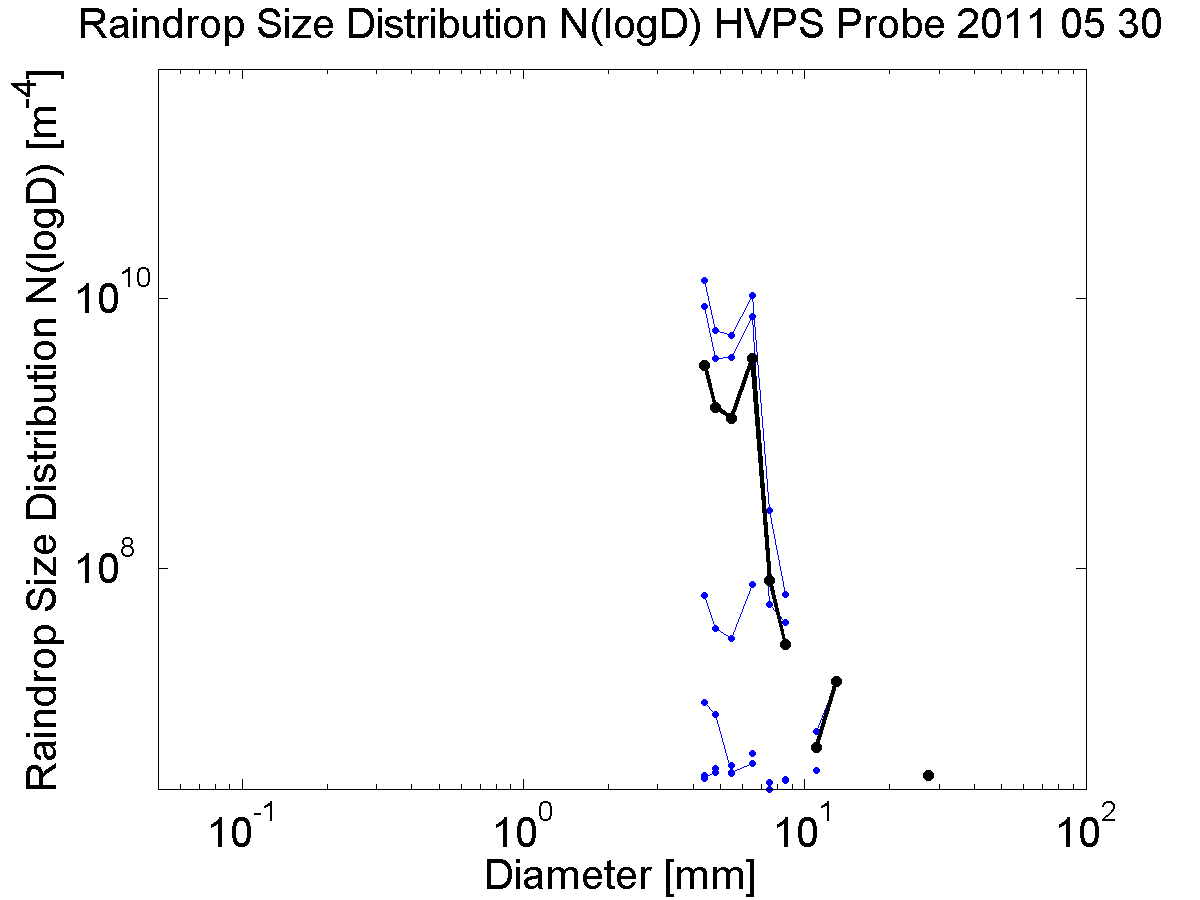 Raindrop Size Distribution N(logD) HVPS Probe 2011 05 30
Raindrop Size Distribution N(logD) [m^-4]
10^10
10^8
10^-1 10^0 10^1 10^2
Diameter [mm]